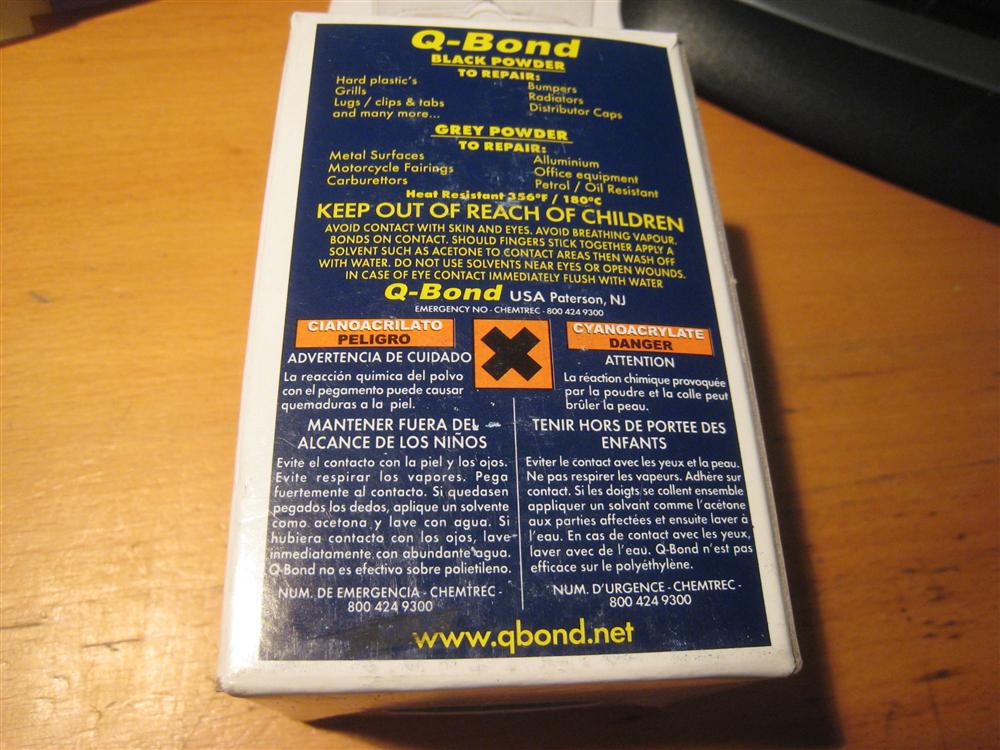 Q-Bond
BLACK POWDER
TO REPAIR:
Hard plastic's
Grills
Lugs / clips & tabs
and many more...
Bumpers
Radiators
Distributor Caps
GREY POWDER
TO REPAIR:
Metal Surfaces
Motorcycle Fairings
Carburettors
Alluminium
Office equipment
Petrol / Oil Resistant
Heat Resistant 356°F / 180°C
KEEP OUT OF REACH OF CHILDREN
AVOID CONTACT WITH SKIN AND EYES. AVOID BREATHING VAPOUR.
BONDS ON CONTACT. SHOULD FINGERS STICK TOGETHER APPLY A
SOLVENT SUCH AS ACETONE TO CONTACT AREAS THEN WASH OFF
WITH WATER. DO NOT USE SOLVENTS NEAR EYES OR OPEN WOUNDS.
IN CASE OF EYE CONTACT IMMEDIATELY FLUSH WITH WATER
Q-Bond USA Paterson, NJ
EMERGENCY NO - CHEMTREC - 800 424 9300
CIANOACRILATO
PELIGRO
ADVERTENCIA DE CUIDADO
La reacción quimica del polvo
con el pegamento puede causar
quemaduras a la piel.
MANTENER FUERA DEL
ALCANCE DE LOS NIÑOS
Evite el contacto con la piel y los ojos.
Evite respirar los vapores. Pega
fuertemente al contacto. Si quedasen
pegados los dedos, aplique un solvente
como acetona y lave con agua. Si
hubiera contacto con los ojos, lave
inmediatamente con abundante agua.
Q-Bond no es efectivo sobre polietileno.
NUM. DE EMERGENCIA - CHEMTREC -
800 424 9300
CYANOACRYLATE
DANGER
ATTENTION
La réaction chimique provoquée
par la poudre et la colle peut
brûler la peau.
TENIR HORS DE PORTEE DES
ENFANTS
Eviter le contact avec les yeux et la peau.
Ne pas respirer les vapeurs. Adhère sur
contact. Si les doigts se collent ensemble
appliquer un solvant comme l'acétone
aux parties affectées et ensuite laver à
l'eau. En cas de contact avec les yeux,
laver avec de l'eau. Q-Bond n'est pas
efficace sur le polyéthylène.
NUM. D'URGENCE - CHEMTREC -
800 424 9300
www.qbond.net